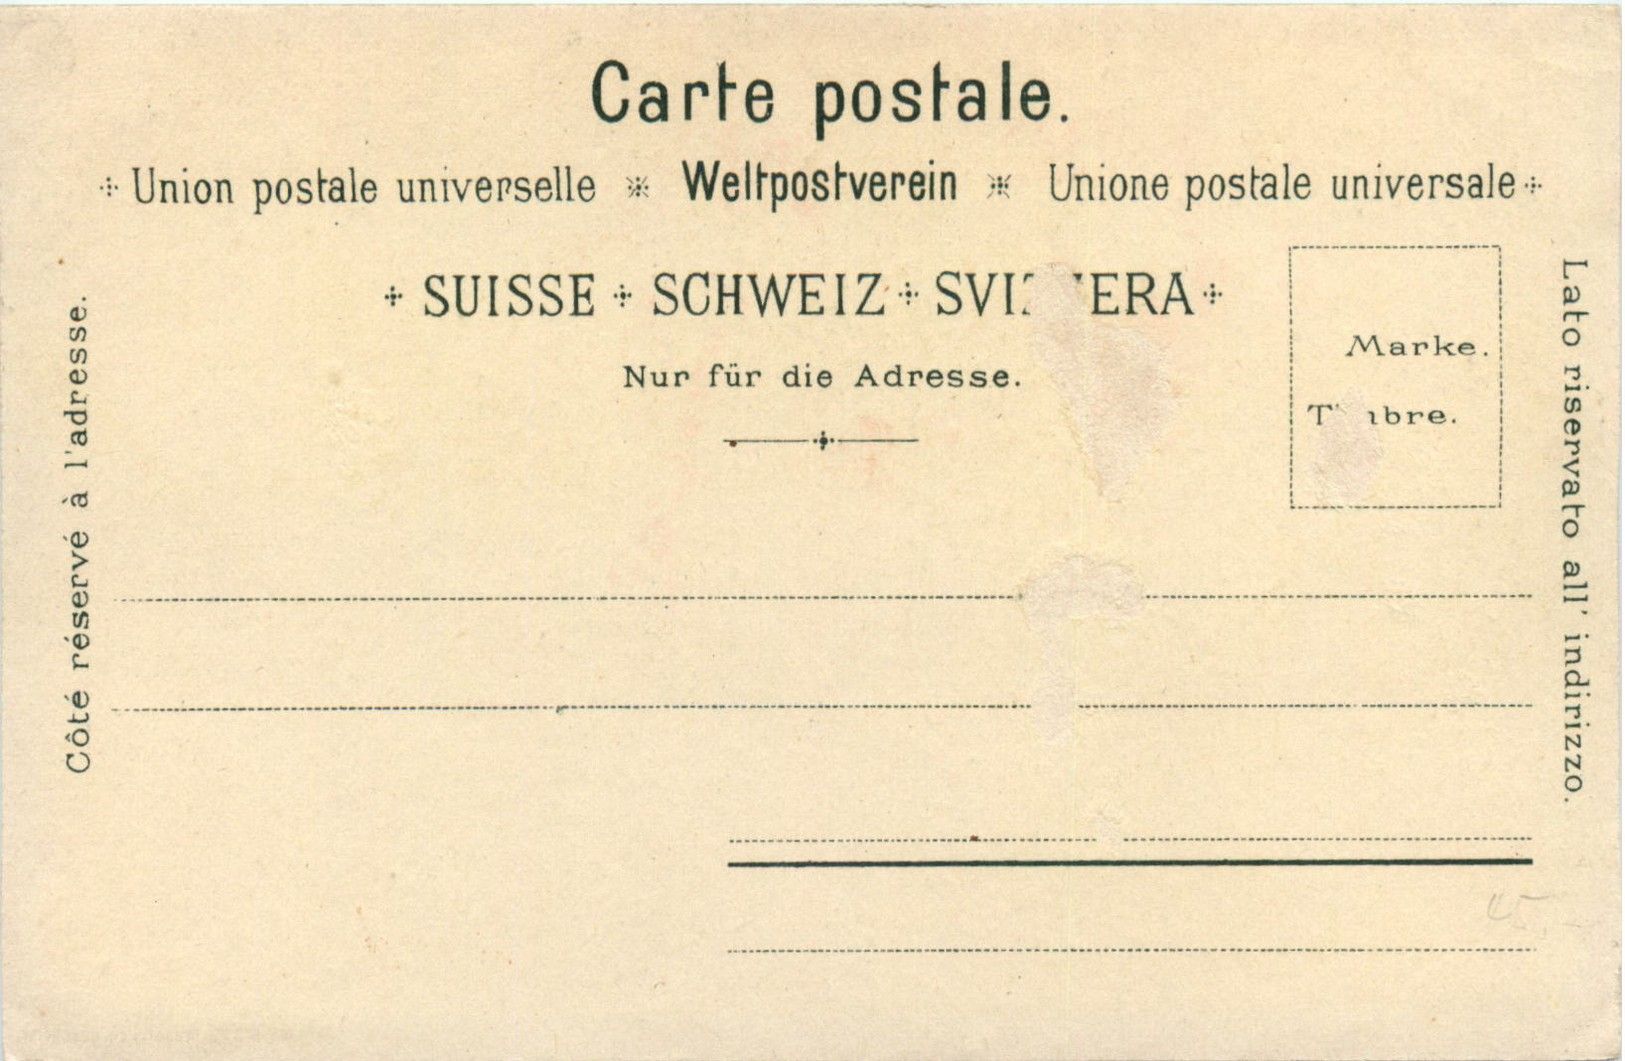 Carte postale.
Union postale universelle Weltpostverein Unione postale universale
SUISSE SCHWEIZ
Nur für die Adresse.
Marke.
Côté réservé à l'adresse.
Lato riservato all' indirizzo.